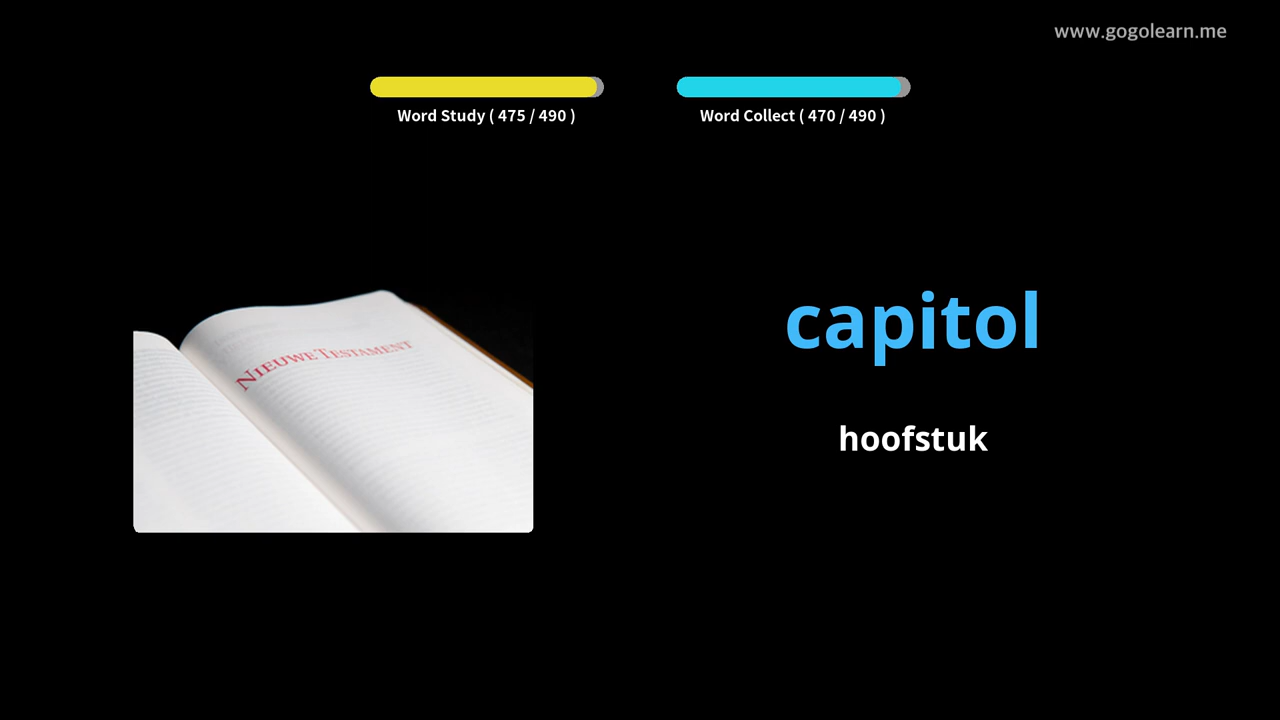 www.gogolearn.me
Word Study ( 475 / 490 )
Word Collect ( 470 / 490 )
NIEUWE TESTAMENT
capitol
hoofstuk